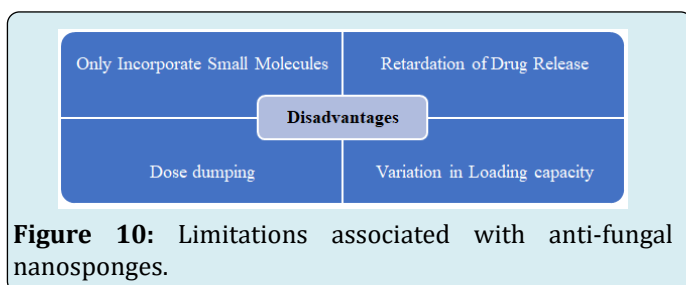 Only Incorporate Small Molecules
Retardation of Drug Release
Disadvantages
Dose dumping
Variation in Loading capacity
Figure 10: Limitations associated with anti-fungal
nanosponges.